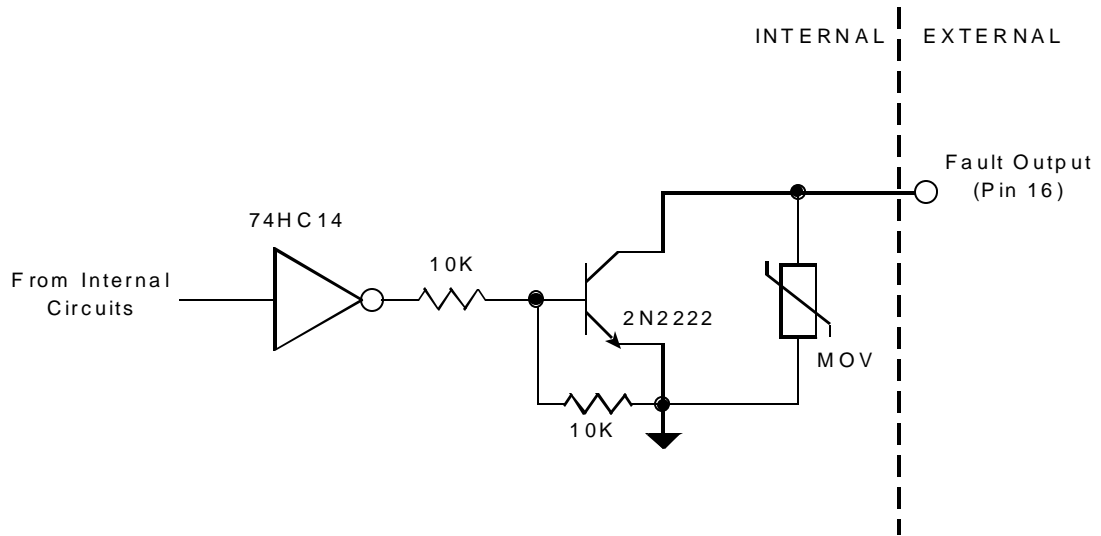 INTERNAL
EXTERNAL
Fault Output
(Pin 16)
74HC14
10K
From Internal
Circuits
2N2222
MOV
10K